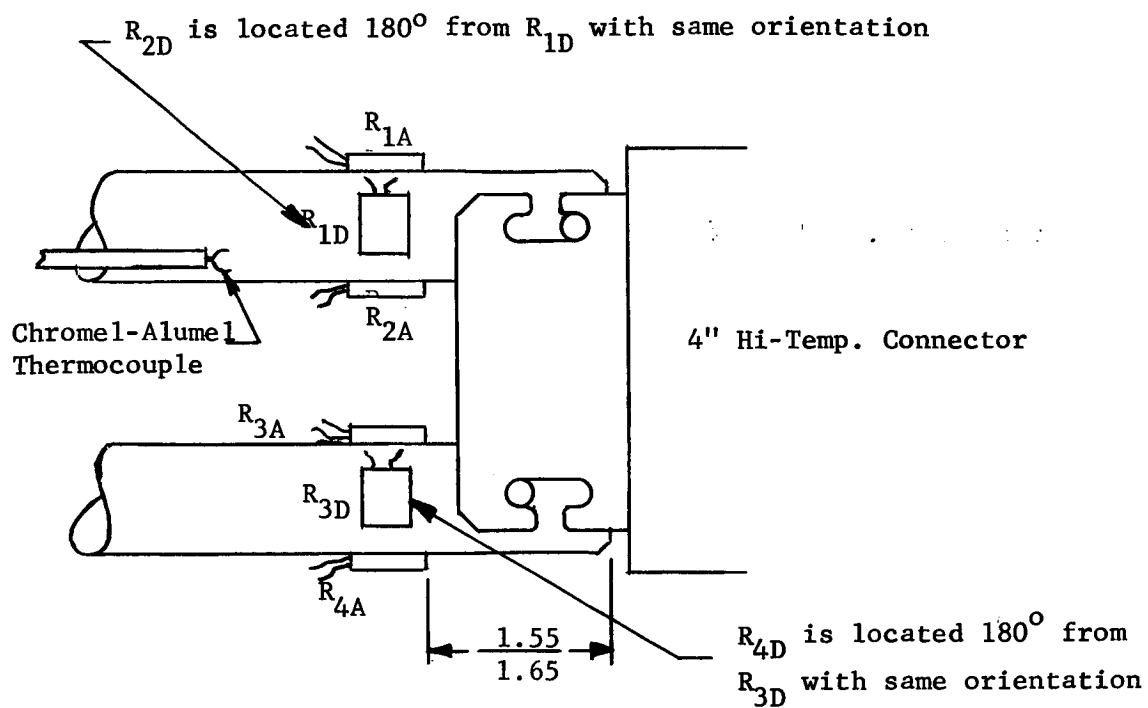 R2D is located 180° from R1D with same orientation
R1A
R1D
R2A
Chromel-Alumel
Thermocouple
4" Hi-Temp. Connector
R3A
R3D
R4A
1.55
1.65
R4D is located 180° from
R3D with same orientation